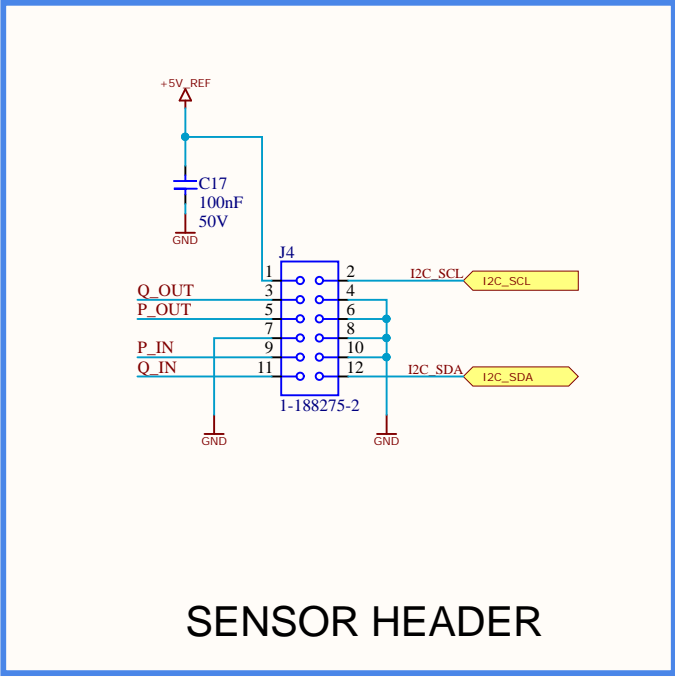 +5V_REF
C17
100nF
50V
GND
J4
1 2 I2C_SCL I2C_SCL
Q_OUT 3 4
P_OUT 5 6
7 8
P_IN 9 10
Q_IN 11 12 I2C_SDA I2C_SDA
1-188275-2
GND GND
SENSOR HEADER